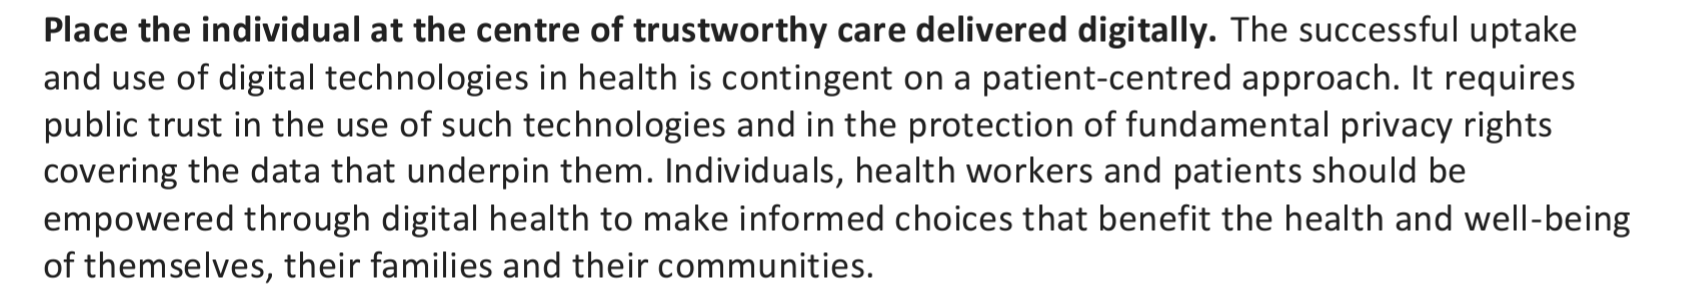 Place the individual at the centre of trustworthy care delivered digitally. The successful uptake
and use of digital technologies in health is contingent on a patient-centred approach. It requires
public trust in the use of such technologies and in the protection of fundamental privacy rights
covering the data that underpin them. Individuals, health workers and patients should be
empowered through digital health to make informed choices that benefit the health and well-being
of themselves, their families and their communities.